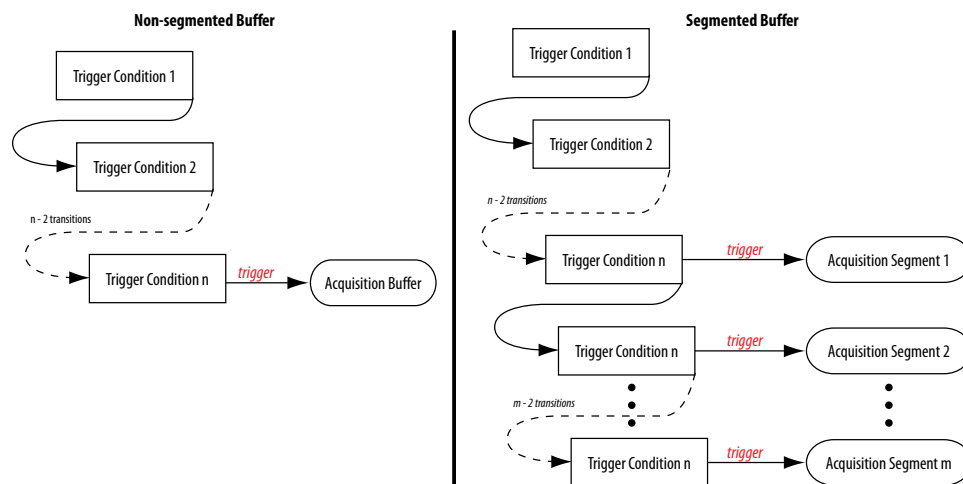 Non-segmented Buffer
Trigger Condition 1
Trigger Condition 2
n - 2 transitions
Trigger Condition n
trigger
Acquisition Buffer
Segmented Buffer
Trigger Condition 1
Trigger Condition 2
n - 2 transitions
Trigger Condition n
trigger
Acquisition Segment 1
Trigger Condition n
trigger
Acquisition Segment 2
m - 2 transitions
Trigger Condition n
trigger
Acquisition Segment m